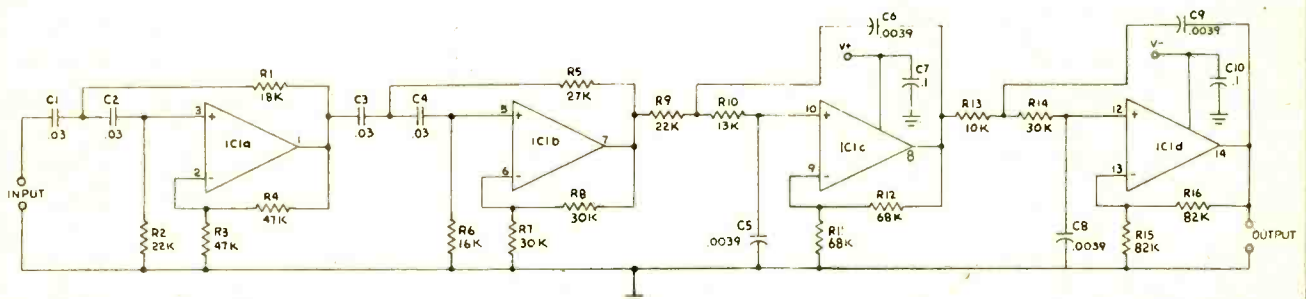 INPUT
C1
.03
C2
.03
R1
18K
R2
22K
3
+
IC1a
1
2
-
R3
47K
R4
47K
C3
.03
C4
.03
R5
27K
R6
16K
5
+
IC1b
7
6
-
R7
30K
R8
30K
R9
22K
R10
13K
C5
.0039
C6
.0039
V+
C7
.1
10
+
IC1c
8
9
-
R11
68K
R12
68K
R13
10K
R14
30K
C8
.0039
C9
.0039
V-
C10
.1
12
+
IC1d
14
13
-
R15
82K
R16
82K
OUTPUT